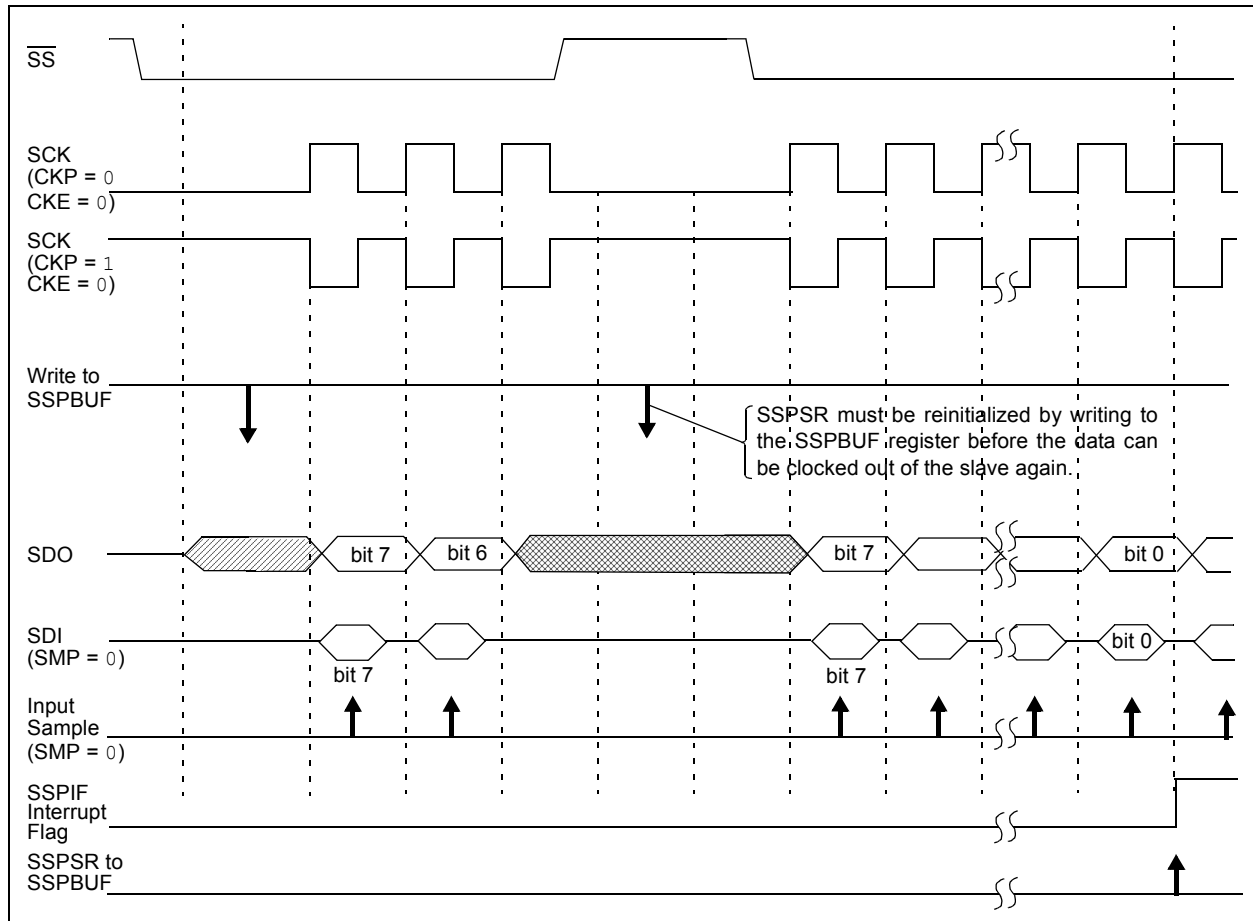 SS
SCK
(CKP = 0
CKE = 0)
SCK
(CKP = 1
CKE = 0)
Write to
SSPBUF
SSPSR must be reinitialized by writing to
the SSPBUF register before the data can
be clocked out of the slave again.
SDO
bit 7
bit 6
bit 7
bit 0
SDI
(SMP = 0)
bit 7
bit 7
bit 0
Input
Sample
(SMP = 0)
SSPIF
Interrupt
Flag
SSPSR to
SSPBUF